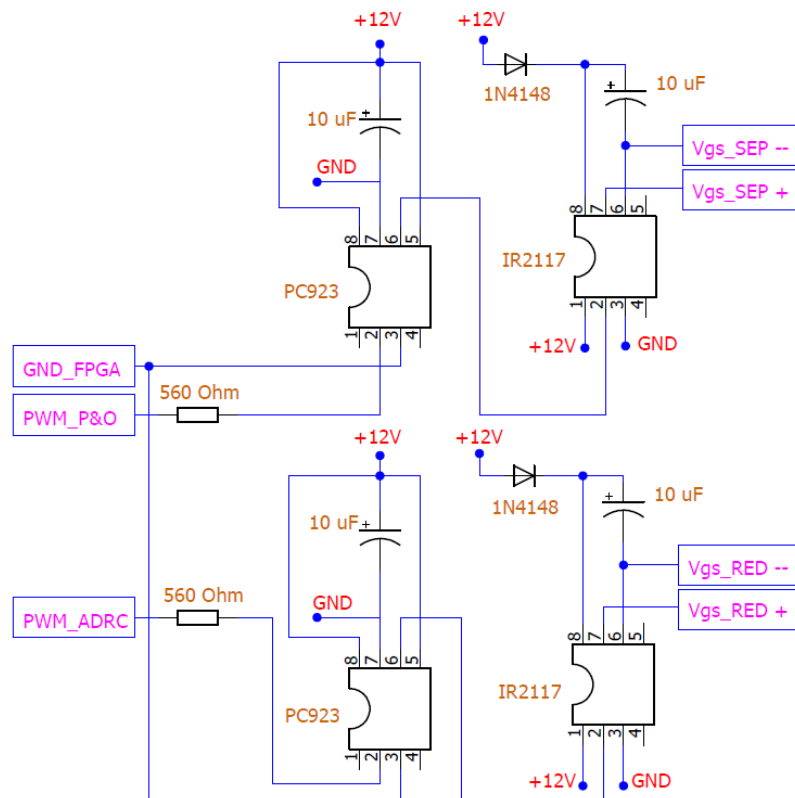 +12V
+12V
1N4148
10 uF
10 uF
Vgs_SEP --
GND
Vgs_SEP +
8 7 6 5
8 7 6 5
IR2117
PC923
1 2 3 4
1 2 3 4
+12V
GND
GND_FPGA
560 Ohm
PWM_P&O
+12V
+12V
10 uF
1N4148
10 uF
Vgs_RED --
560 Ohm
GND
Vgs_RED +
PWM_ADRC
8 7 6 5
8 7 6 5
IR2117
PC923
1 2 3 4
1 2 3 4
+12V
GND